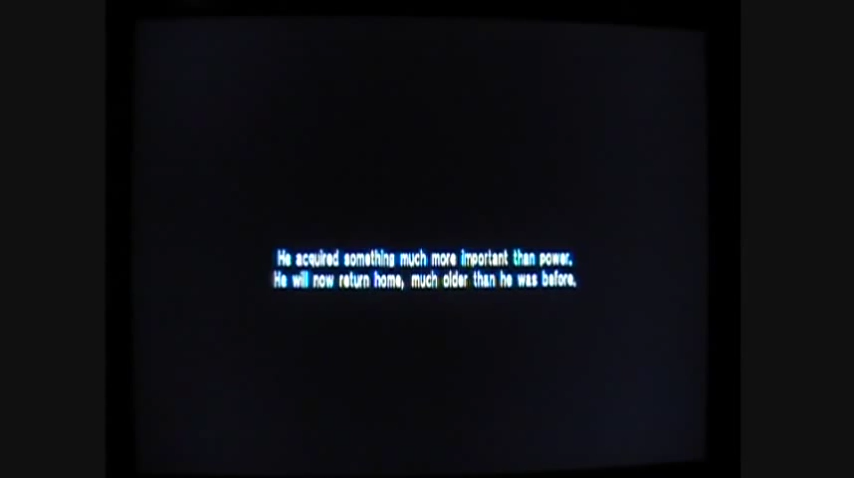 He acquired something much more important than power.
He will now return home, much older than he was before.